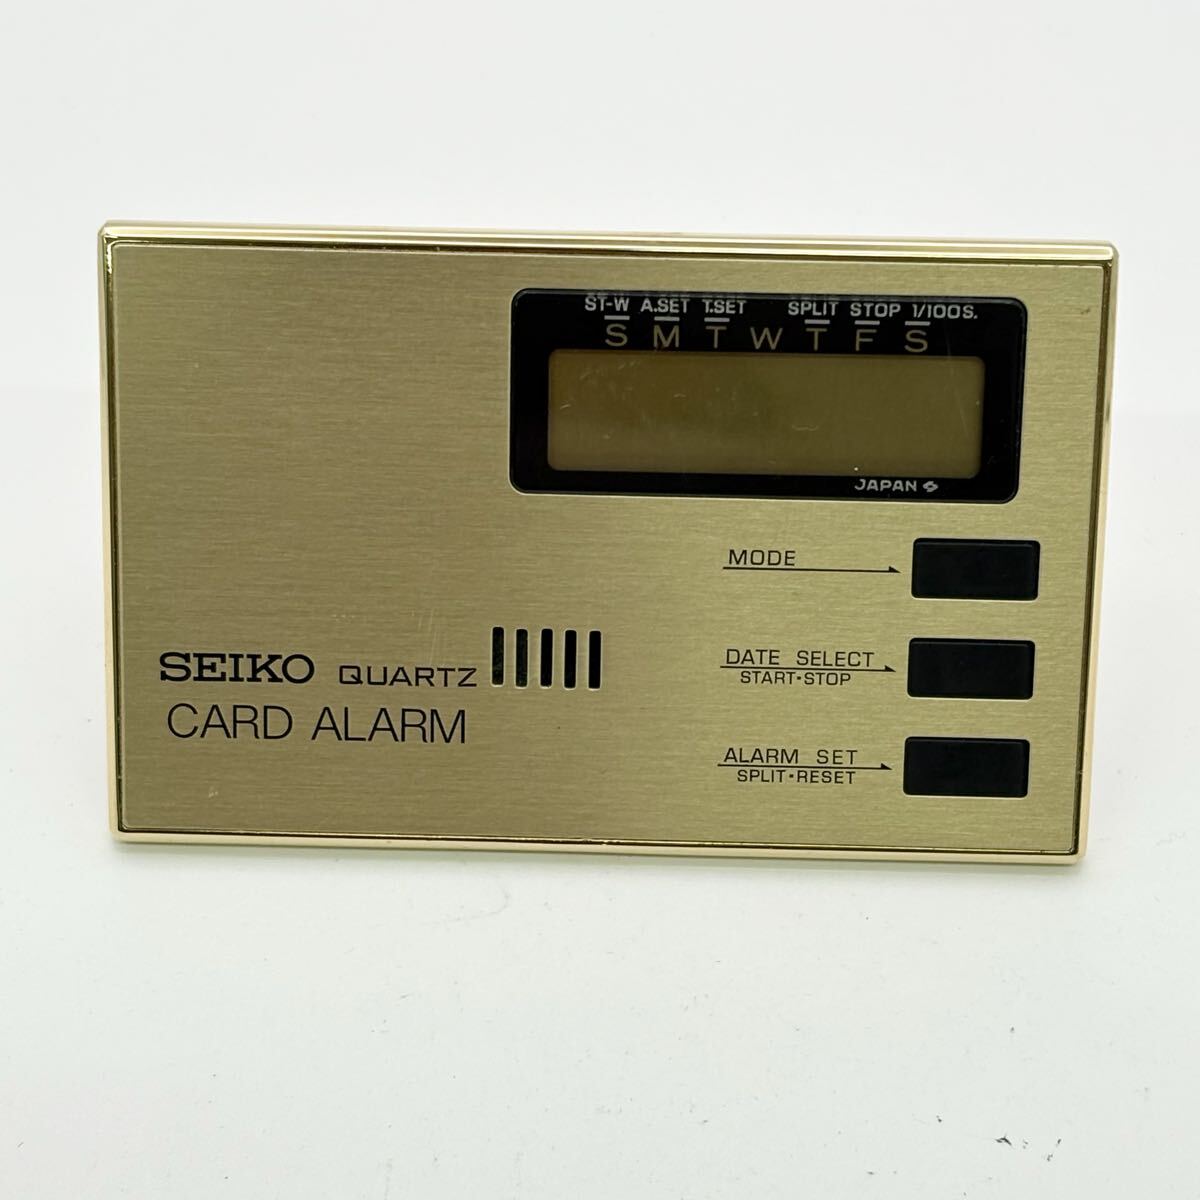 ST-W A.SET T.SET SPLIT STOP 1/100S.
S M T W T F S
JAPAN
MODE
DATE SELECT
START·STOP
SEIKO QUARTZ
CARD ALARM
ALARM SET
SPLIT·RESET